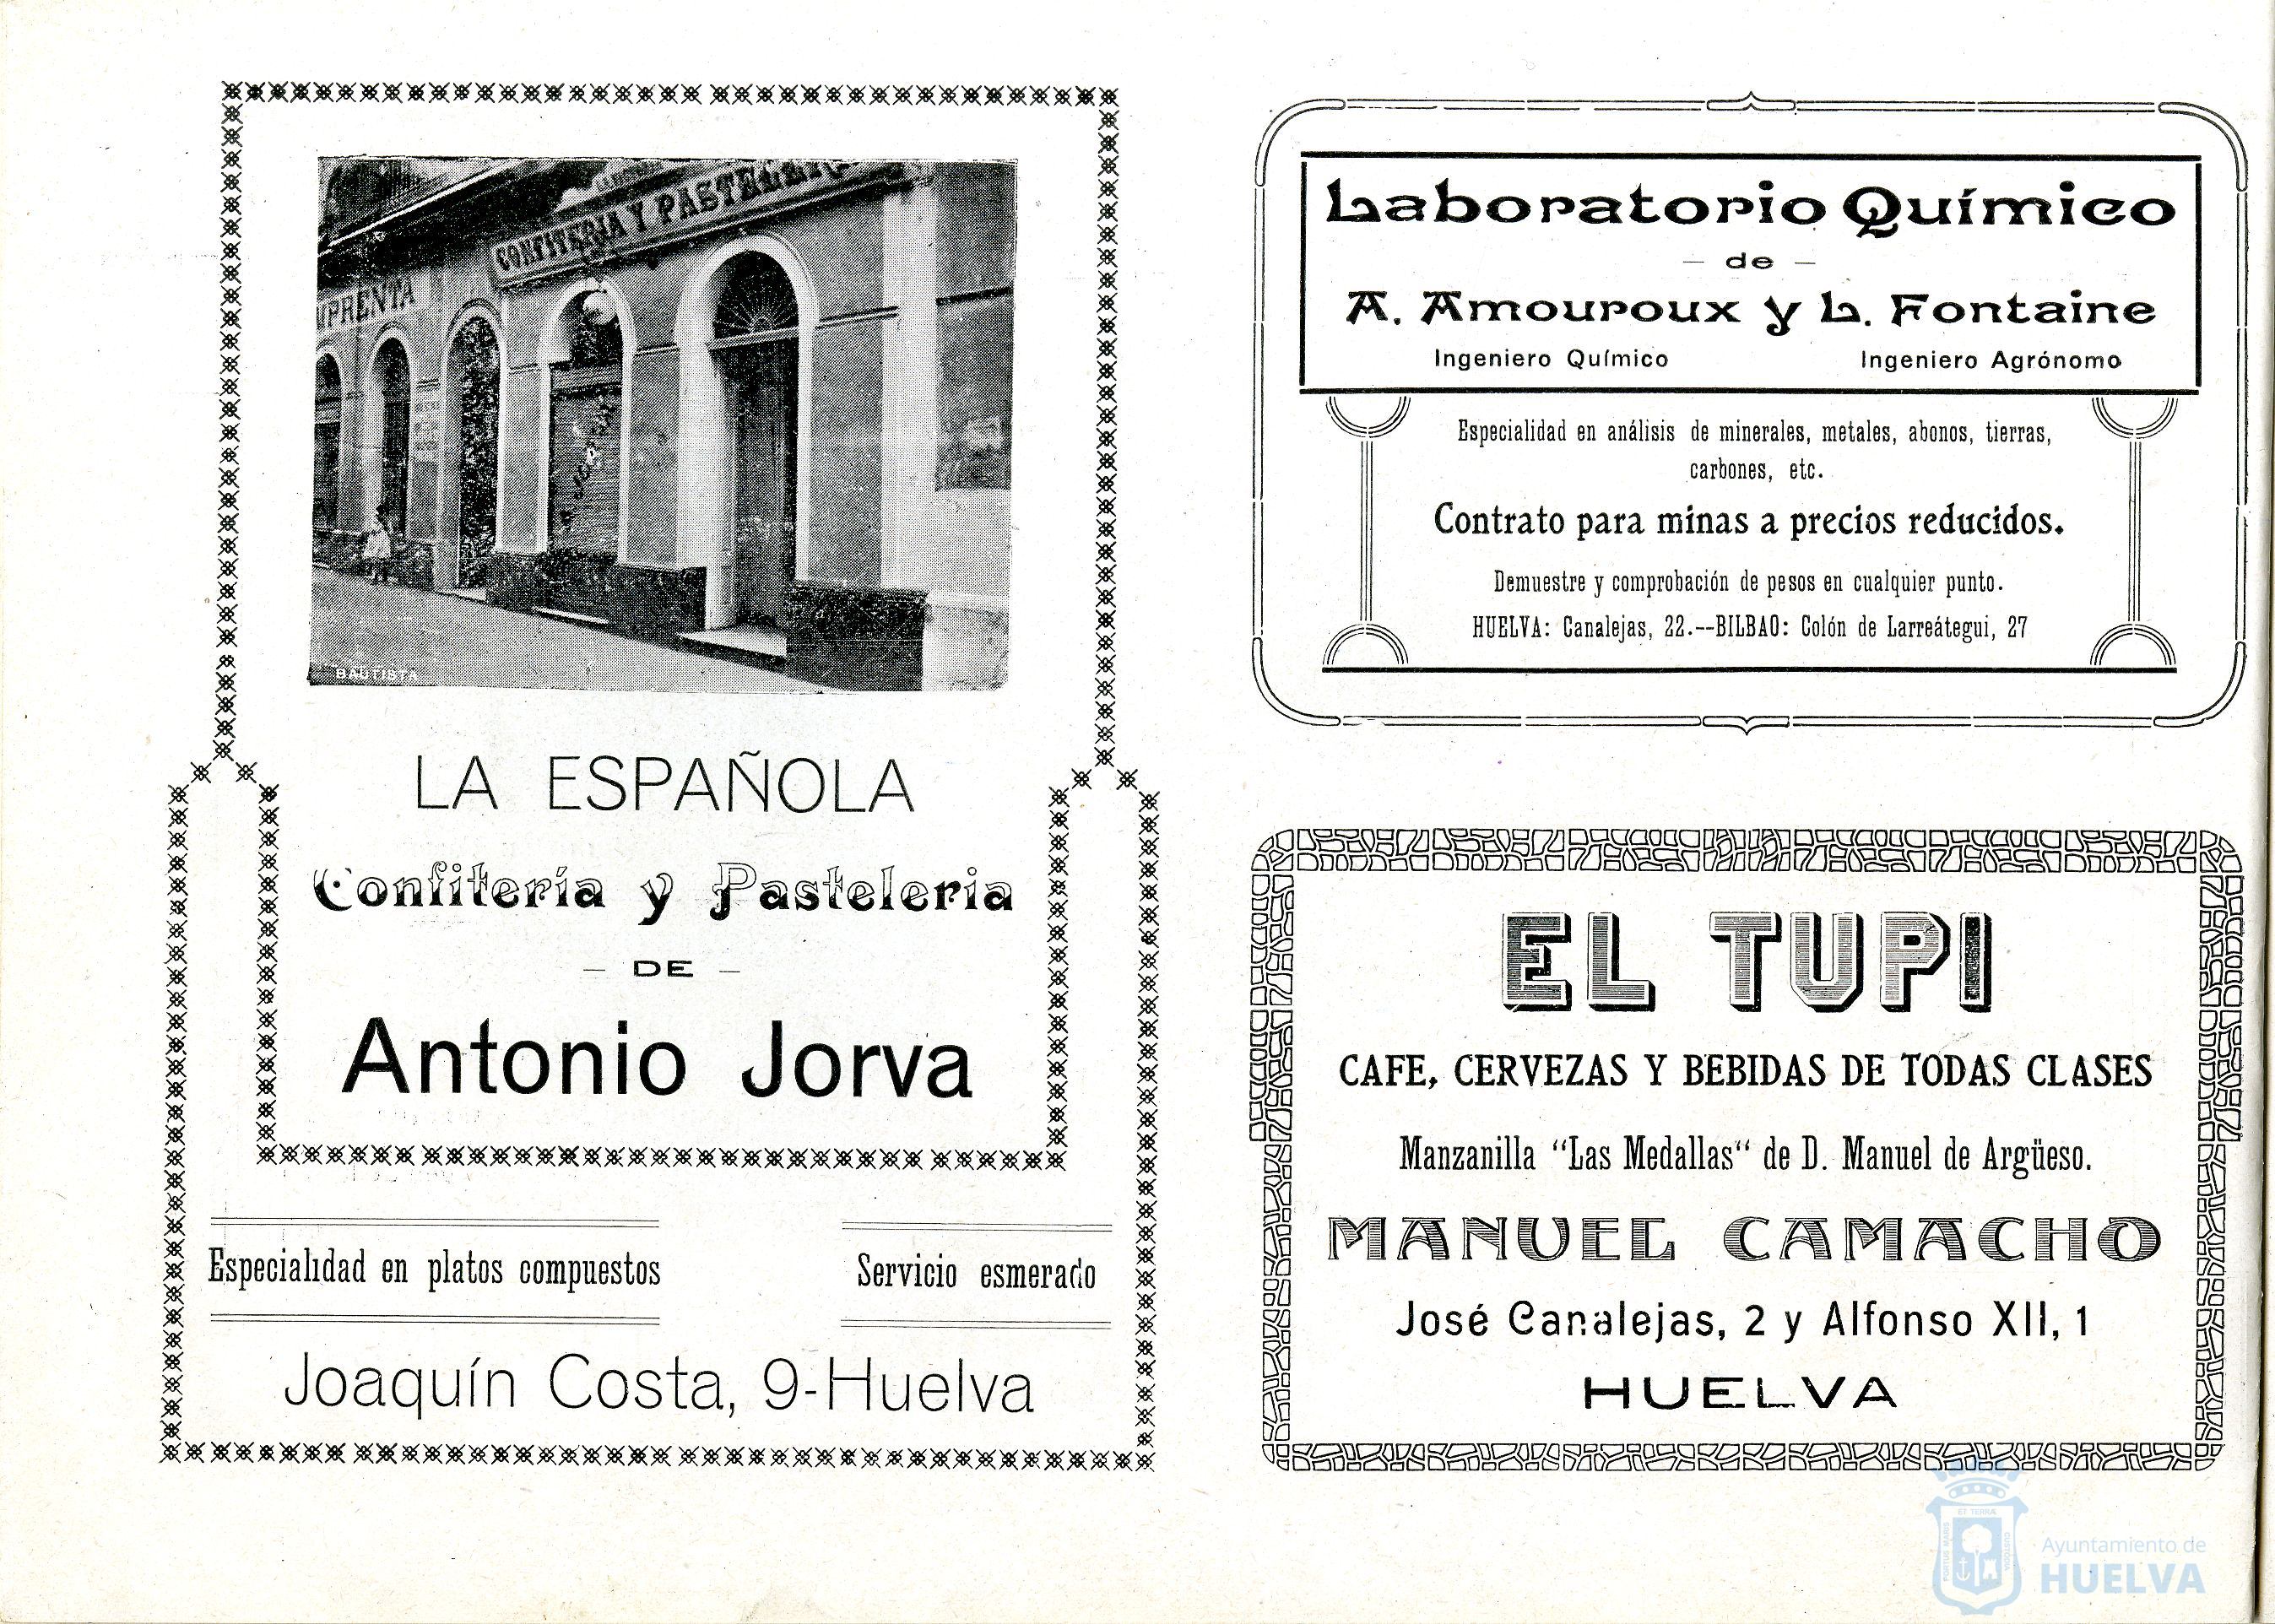 CONFITERIA Y PASTELERI
MPRENTA
BAUTISTA
LA ESPAÑOLA
Confitería y Pasteleria
— DE —
Antonio Jorva
Especialidad en platos compuestos
Servicio esmerado
Joaquín Costa, 9-Huelva
Laboratorio Químico
— de —
A. Amouroux y L. Fontaine
Ingeniero Químico Ingeniero Agrónomo
Especialidad en análisis de minerales, metales, abonos, tierras,
carbones, etc.
Contrato para minas a precios reducidos.
Demuestre y comprobación de pesos en cualquier punto.
HUELVA: Canalejas, 22.--BILBAO: Colón de Larreátegui, 27
EL TUPI
CAFE, CERVEZAS Y BEBIDAS DE TODAS CLASES
Manzanilla “Las Medallas“ de D. Manuel de Argüeso.
MANUEL CAMACHO
José Canalejas, 2 y Alfonso XII, 1
HUELVA
Ayuntamiento de
HUELVA